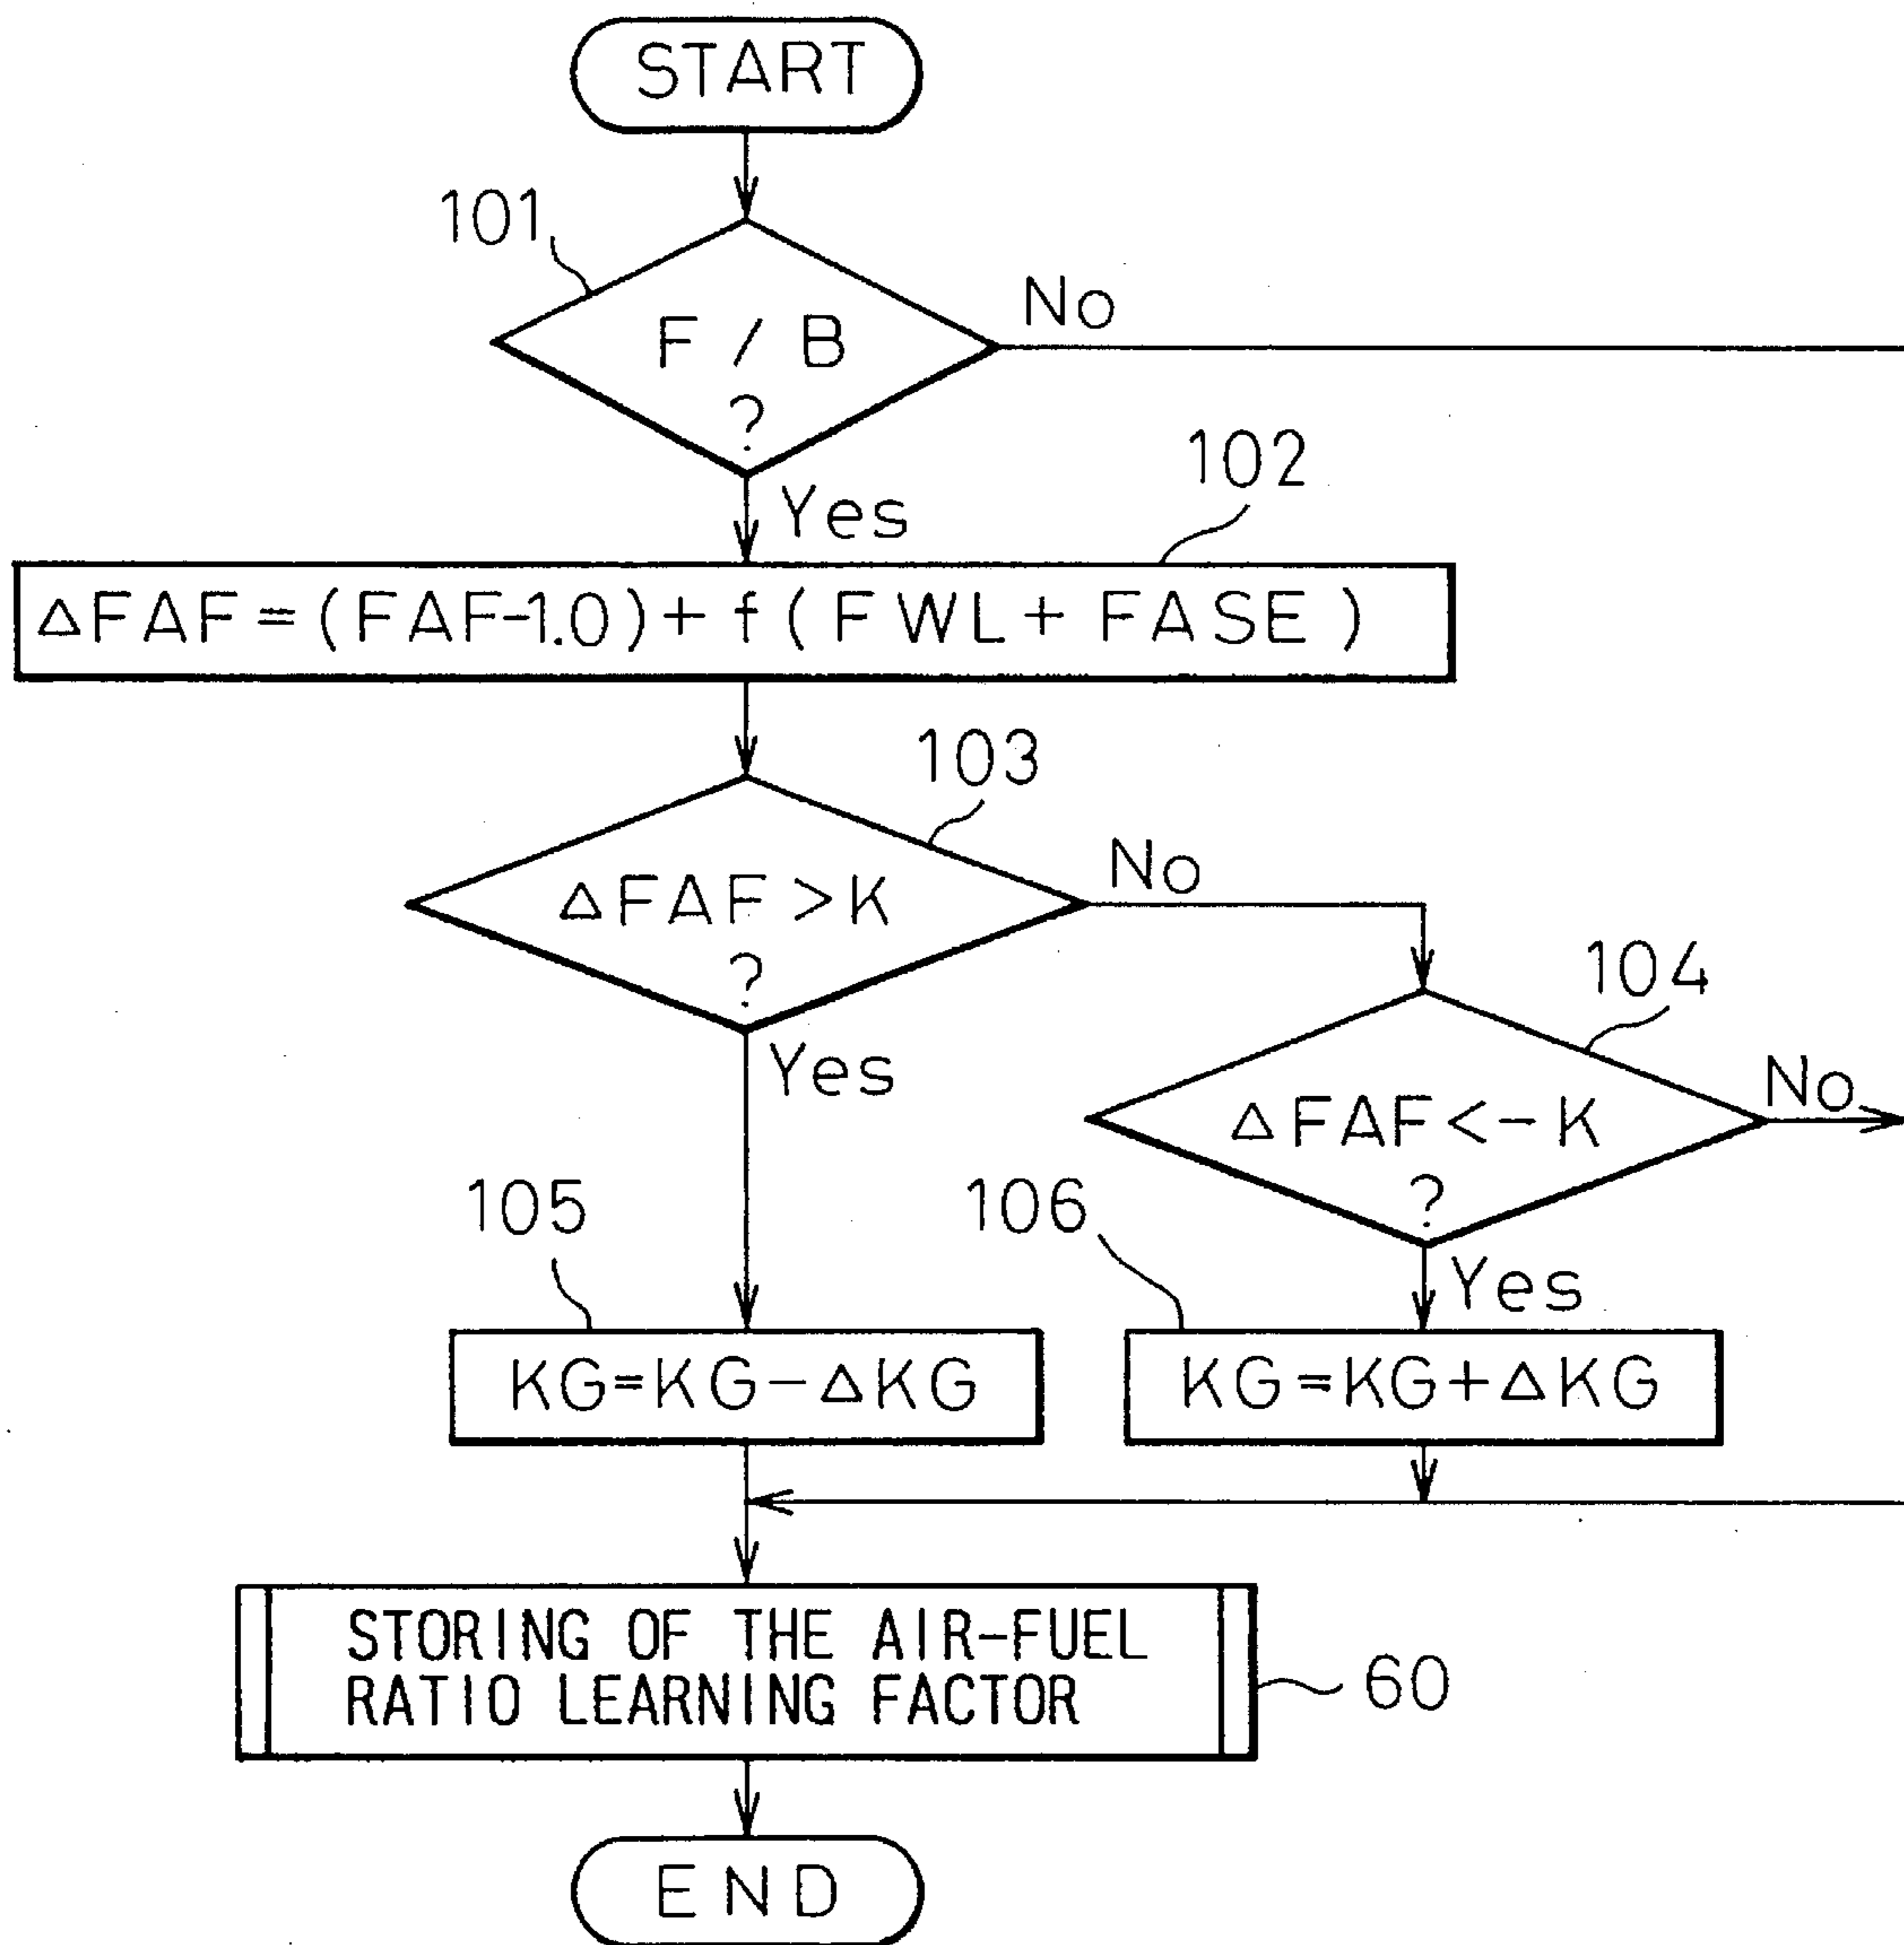 START
101
F / B
?
No
Yes
102
ΔFAF=(FAF-1.0)+f(FWL+FASE)
103
ΔFAF>K
?
No
Yes
104
ΔFAF<-K
?
No
Yes
105
KG=KG-ΔKG
106
KG=KG+ΔKG
STORING OF THE AIR-FUEL
RATIO LEARNING FACTOR
60
END